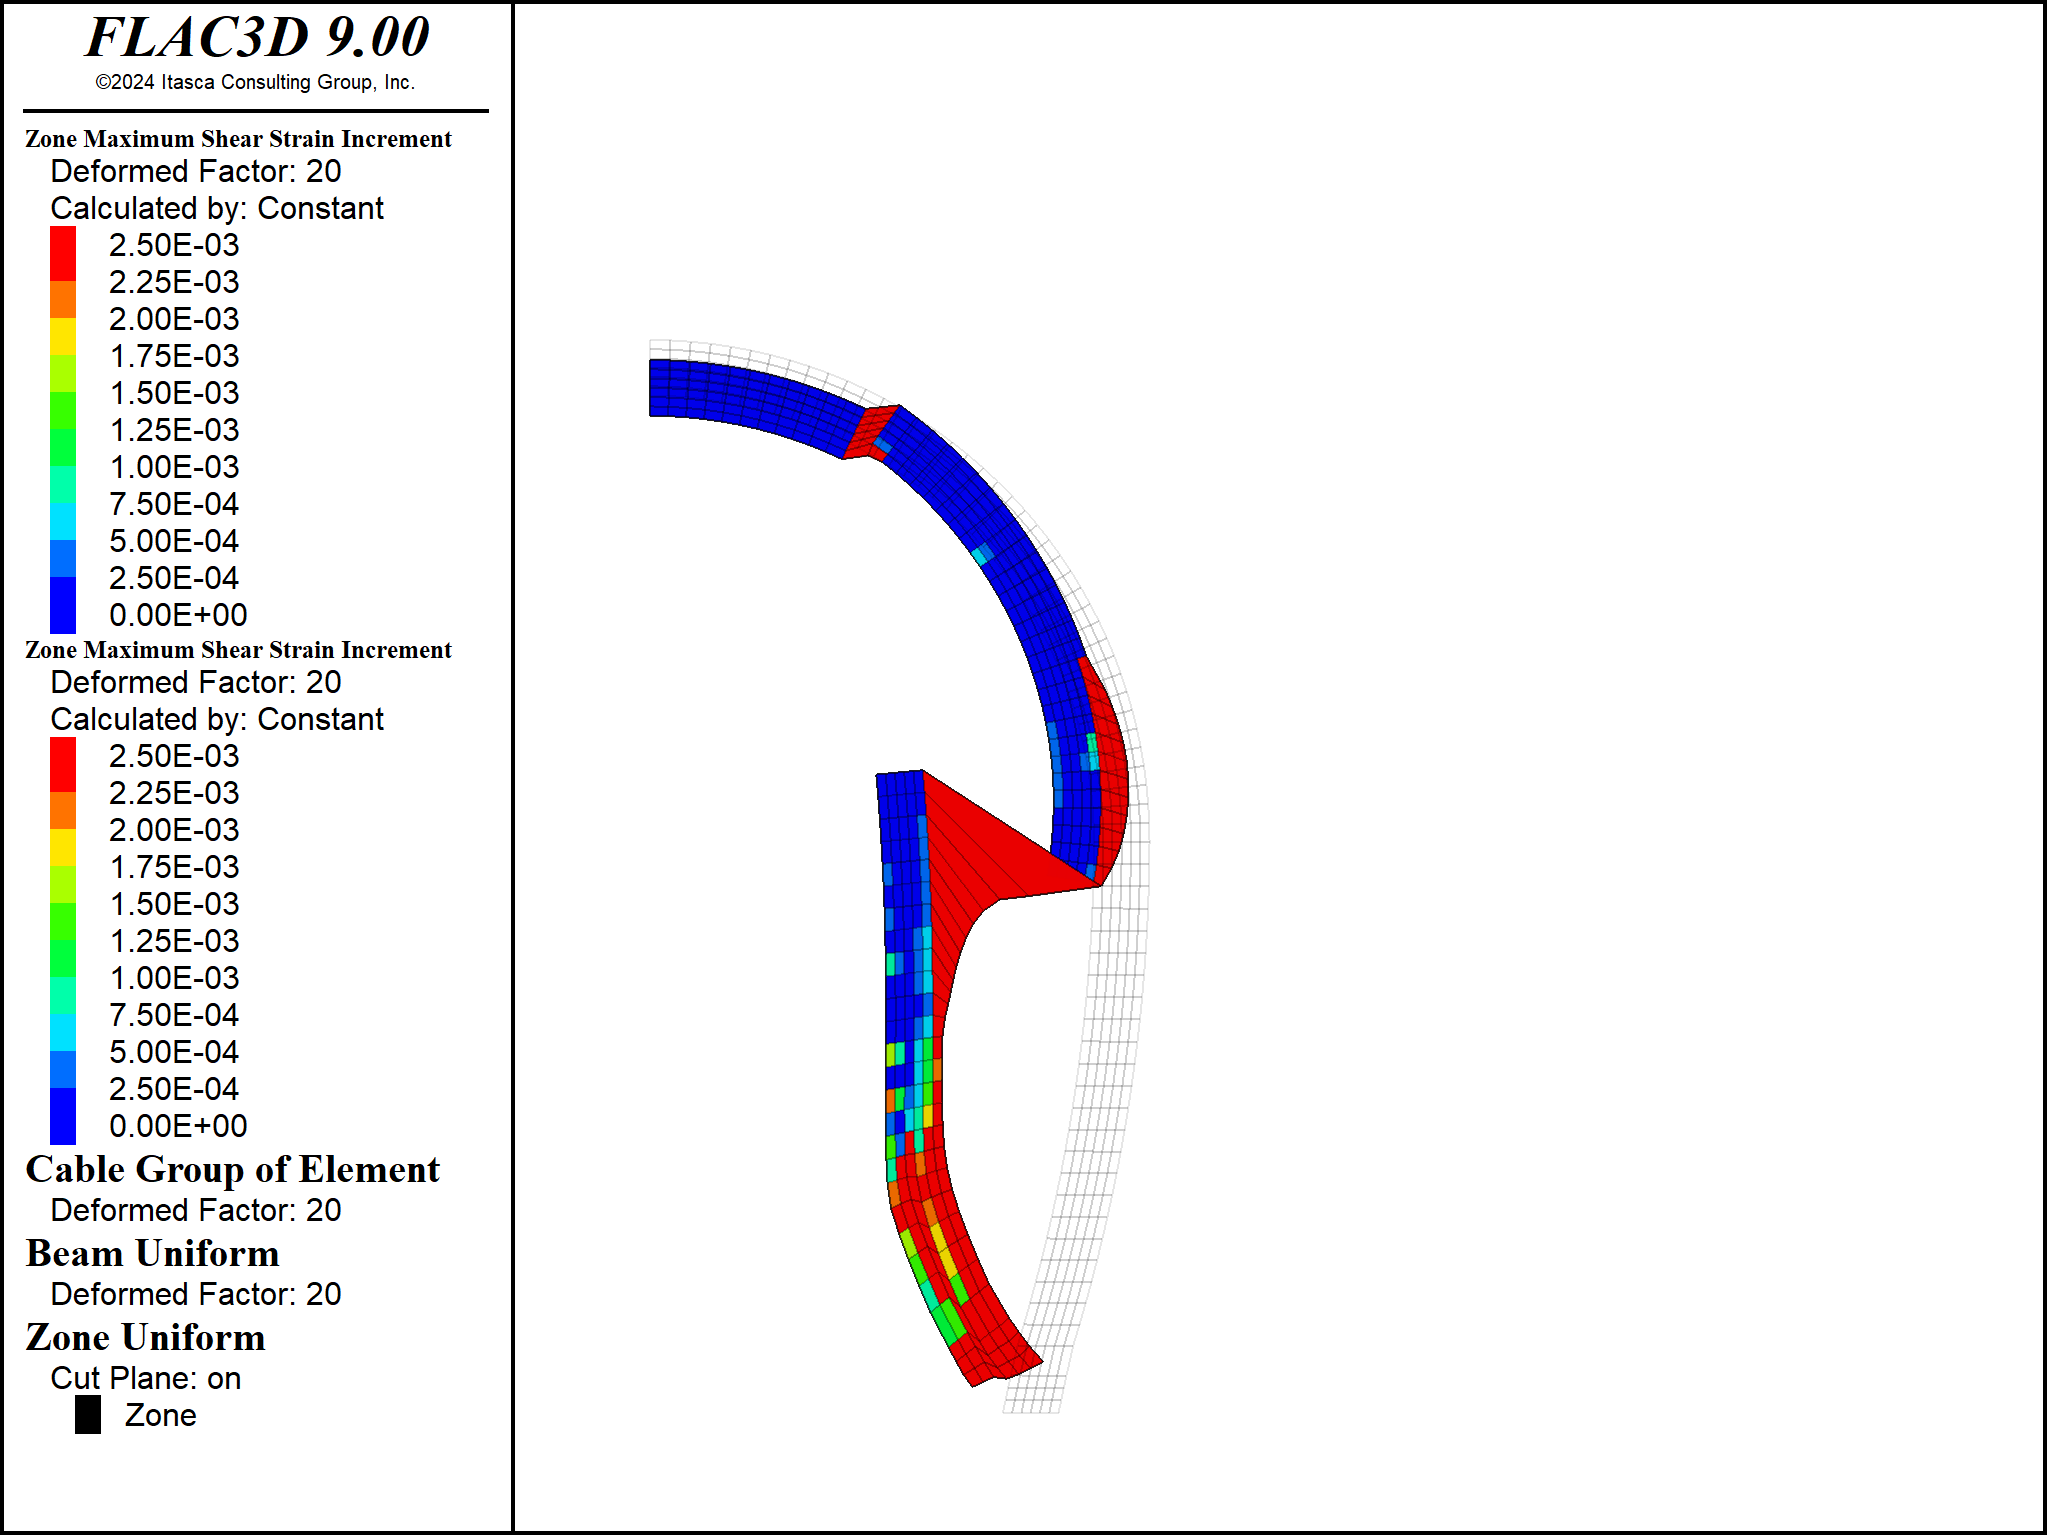 FLAC3D 9.00
©2024 Itasca Consulting Group, Inc.
Zone Maximum Shear Strain Increment
Deformed Factor: 20
Calculated by: Constant
2.50E-03
2.25E-03
2.00E-03
1.75E-03
1.50E-03
1.25E-03
1.00E-03
7.50E-04
5.00E-04
2.50E-04
0.00E+00
Zone Maximum Shear Strain Increment
Deformed Factor: 20
Calculated by: Constant
2.50E-03
2.25E-03
2.00E-03
1.75E-03
1.50E-03
1.25E-03
1.00E-03
7.50E-04
5.00E-04
2.50E-04
0.00E+00
Cable Group of Element
Deformed Factor: 20
Beam Uniform
Deformed Factor: 20
Zone Uniform
Cut Plane: on
Zone